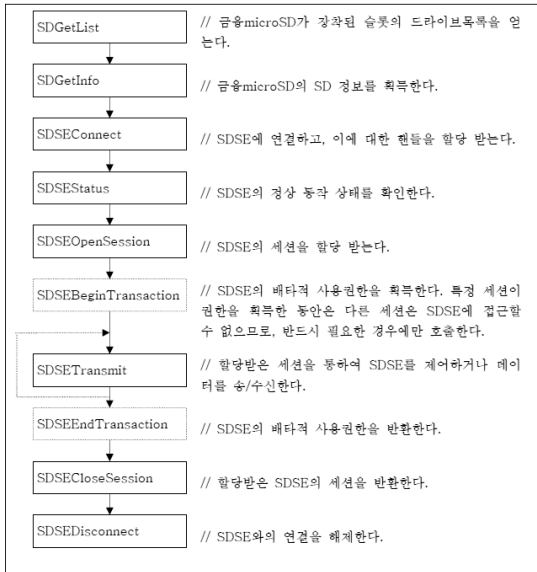 SDGetList
// 금융microSD가 장착된 슬롯의 드라이브목록을 얻
는다.
SDGetInfo
// 금융microSD의 SD 정보를 획득한다.
SDSEConnect
// SDSE에 연결하고, 이에 대한 핸들을 할당 받는다.
SDSEStatus
// SDSE의 정상 동작 상태를 확인한다.
SDSEOpenSession
// SDSE의 세션을 할당 받는다.
SDSEBeginTransaction
// SDSE의 배타적 사용권한을 획득한다. 특정 세션이
권한을 획득한 동안은 다른 세션은 SDSE에 접근할
수 없으므로, 반드시 필요한 경우에만 호출한다.
SDSETransmit
// 할당받은 세션을 통하여 SDSE를 제어하거나 데이
터를 송/수신한다.
SDSEEndTransaction
// SDSE의 배타적 사용권한을 반환한다.
SDSECloseSession
// 할당받은 SDSE의 세션을 반환한다.
SDSEDisconnect
// SDSE와의 연결을 해제한다.